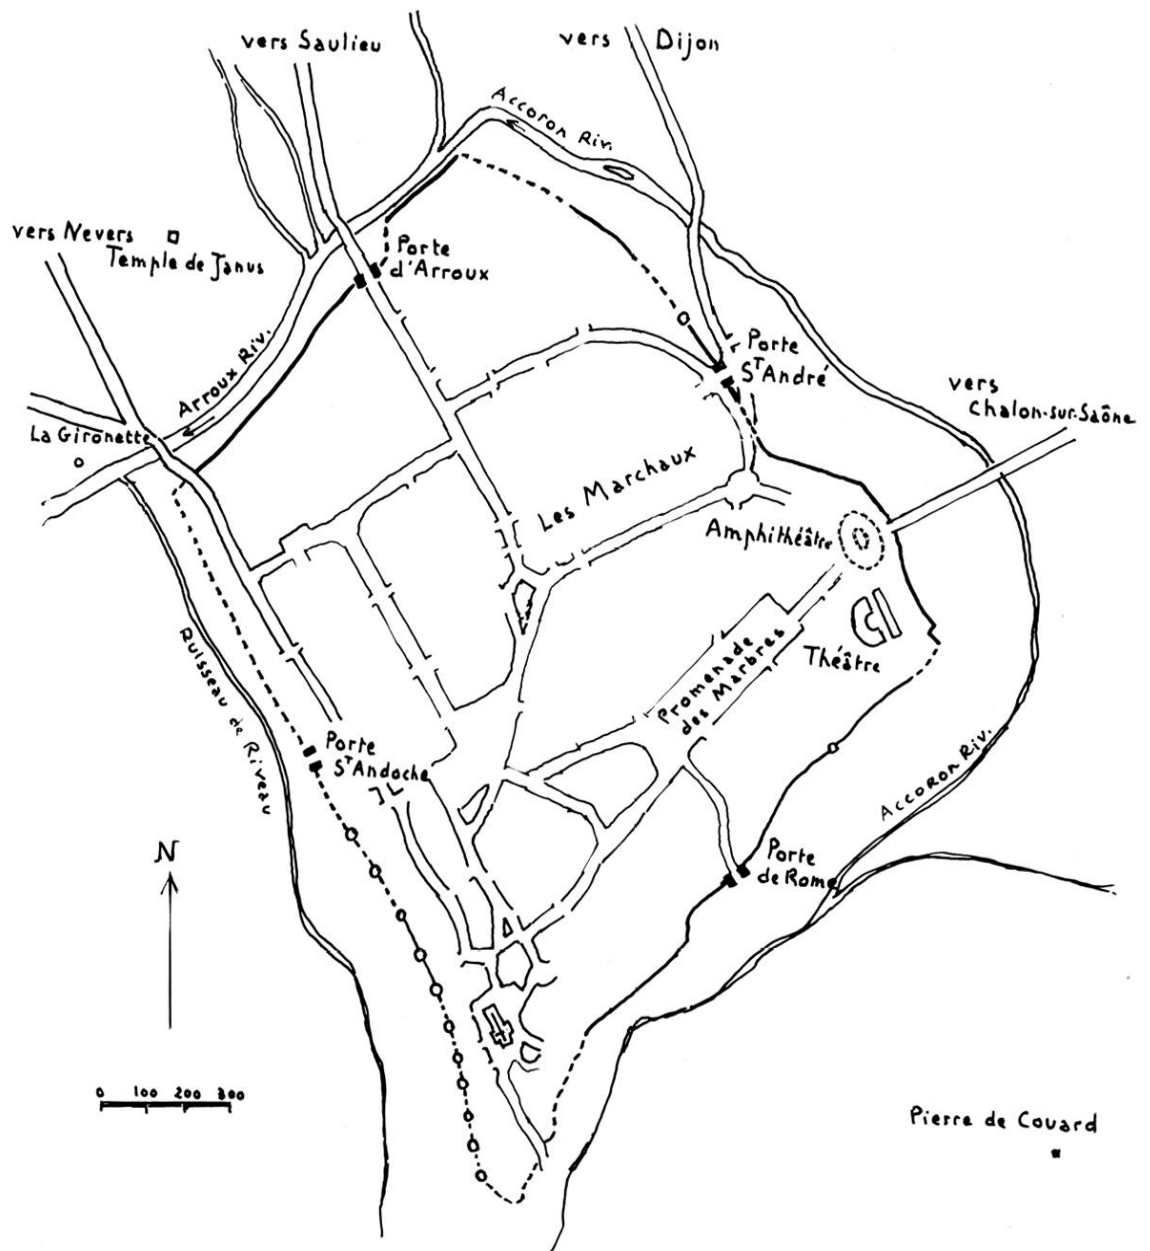 vers Saulieu
vers Dijon
Accoron Riv.
vers Nevers
Temple de Janus
Porte
d'Arroux
Arroux Riv.
Porte
St André
vers
Chalon-sur-Saône
La Gironette
Les Marchaux
Amphithéâtre
Théâtre
Promenade
des Marbres
Ruisseau de Riveau
Porte
St Andoche
Accoron Riv.
N
Porte
de Rome
0 100 200 300
Pierre de Couard